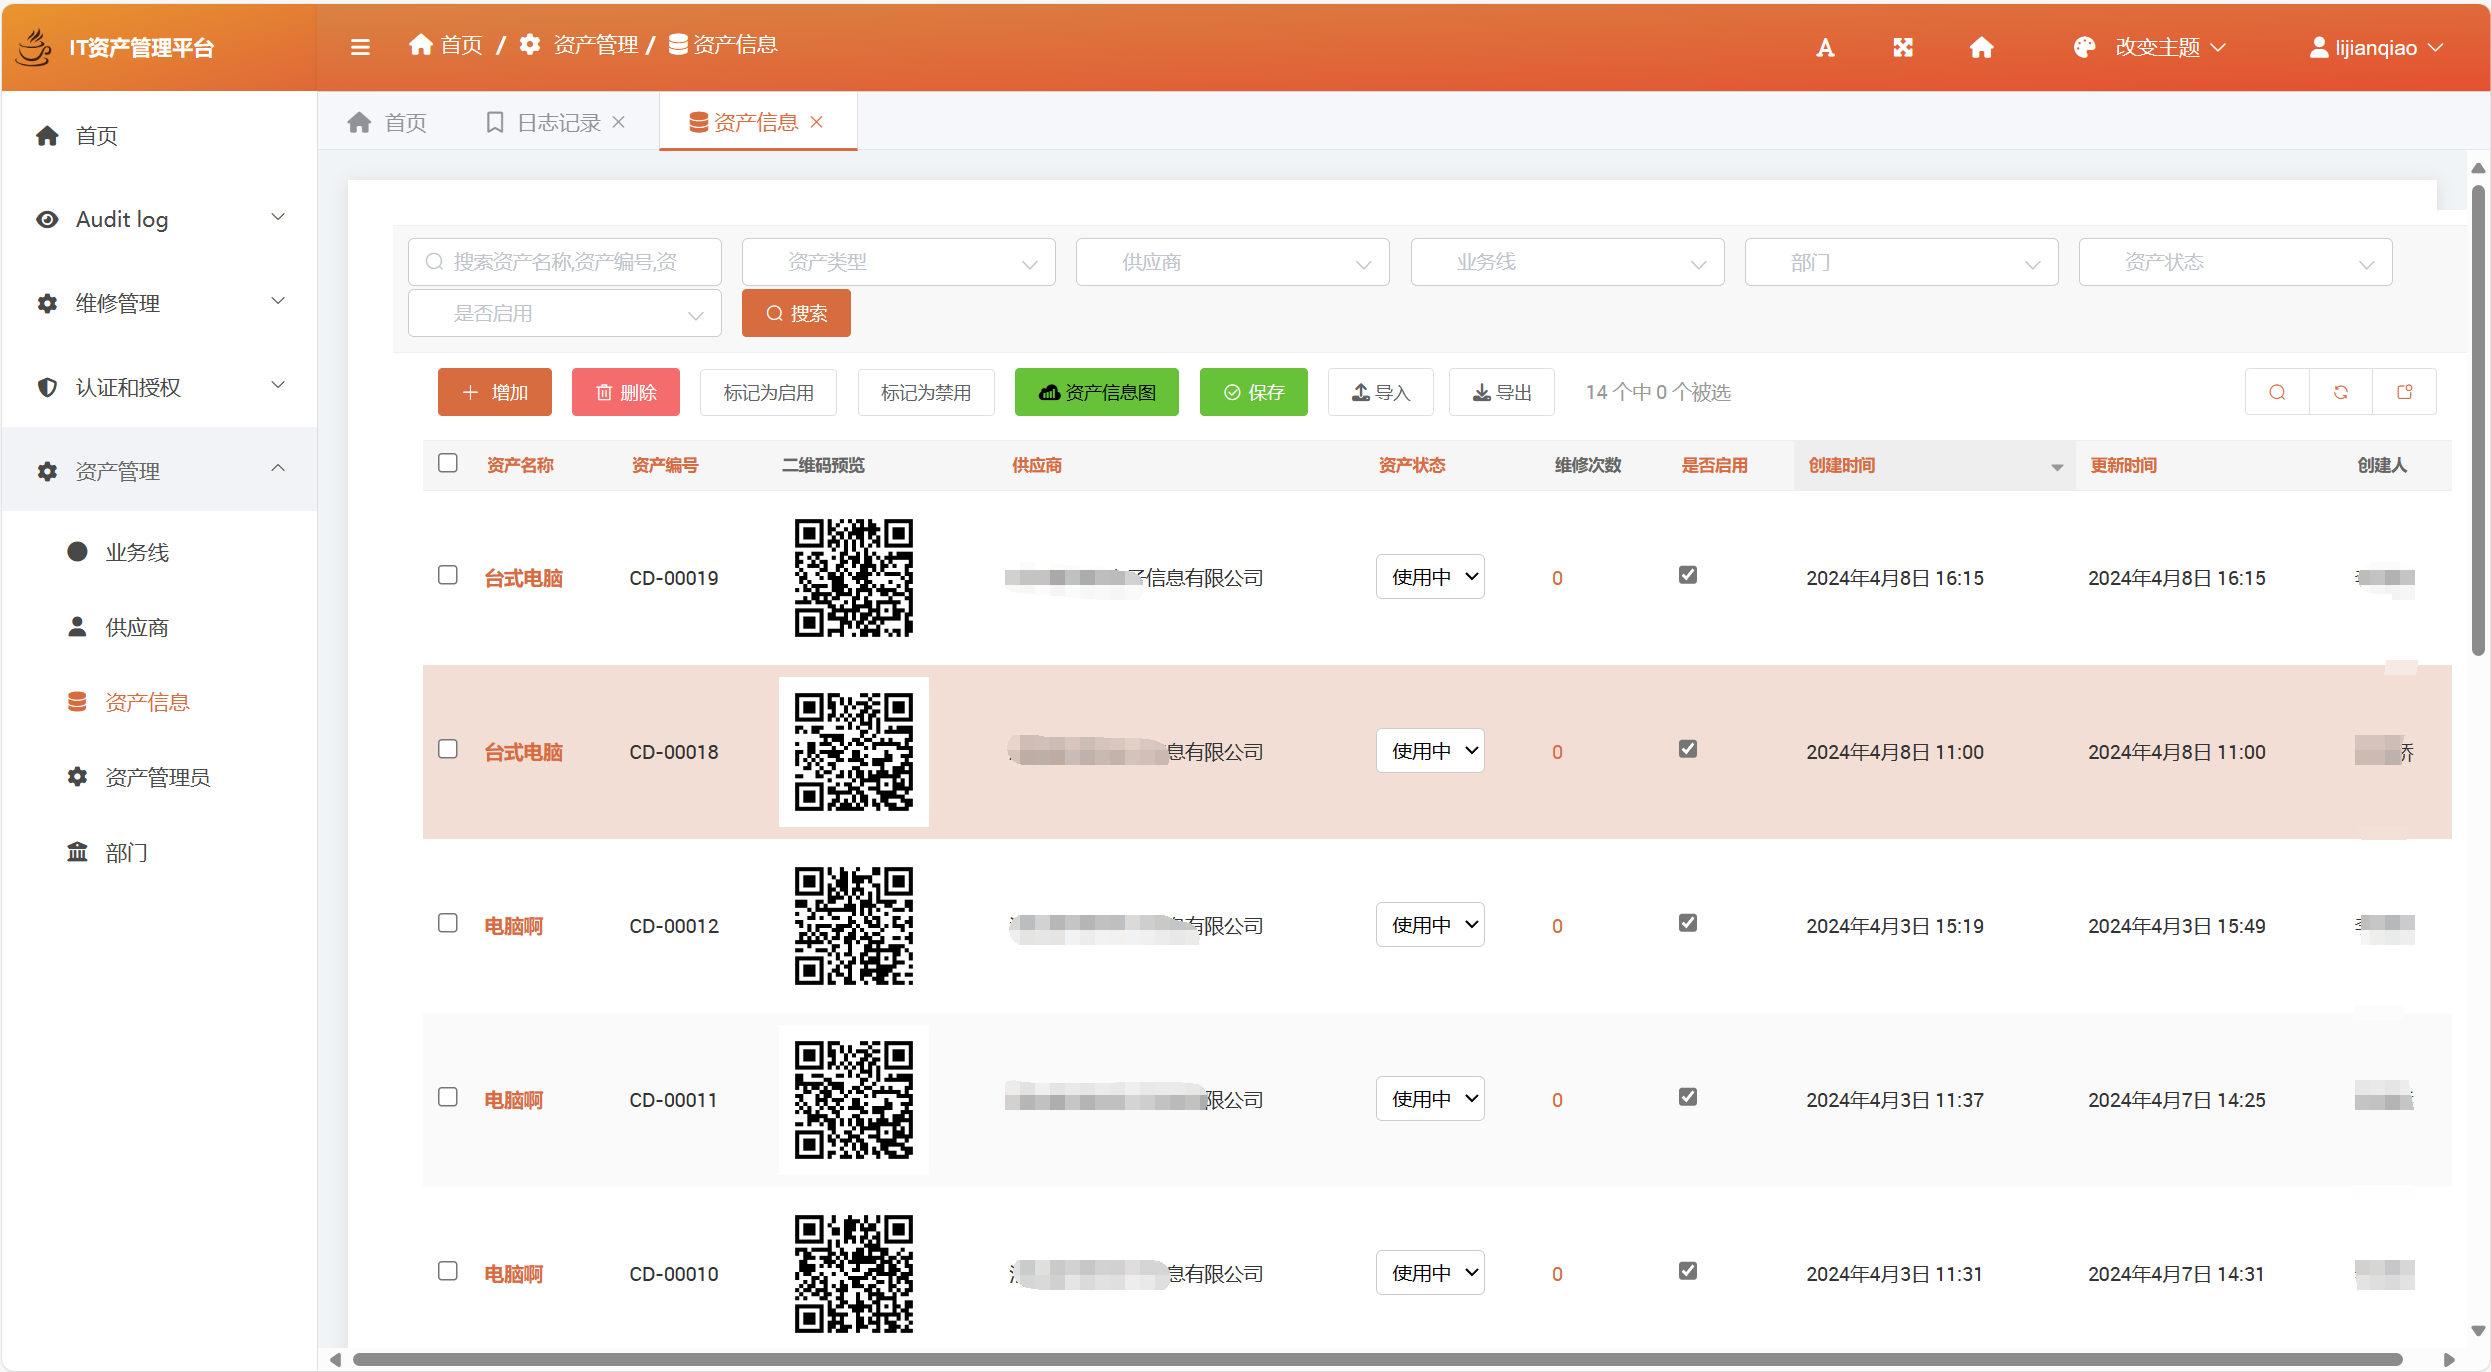 IT资产管理平台
首页 / 资产管理 / 资产信息
改变主题
lijianqiao
首页
日志记录
资产信息
首页
Audit log
维修管理
认证和授权
资产管理
业务线
供应商
资产信息
资产管理员
部门
搜索资产名称,资产编号,资
资产类型
供应商
业务线
部门
资产状态
是否启用
搜索
增加
删除
标记为启用
标记为禁用
资产信息图
保存
导入
导出
14 个中 0 个被选
资产名称 资产编号 二维码预览 供应商 资产状态 维修次数 是否启用 创建时间 更新时间 创建人
台式电脑 CD-00019 信息有限公司 使用中 0 2024年4月8日 16:15 2024年4月8日 16:15
台式电脑 CD-00018 息有限公司 使用中 0 2024年4月8日 11:00 2024年4月8日 11:00
电脑啊 CD-00012 有限公司 使用中 0 2024年4月3日 15:19 2024年4月3日 15:49
电脑啊 CD-00011 限公司 使用中 0 2024年4月3日 11:37 2024年4月7日 14:25
电脑啊 CD-00010 息有限公司 使用中 0 2024年4月3日 11:31 2024年4月7日 14:31